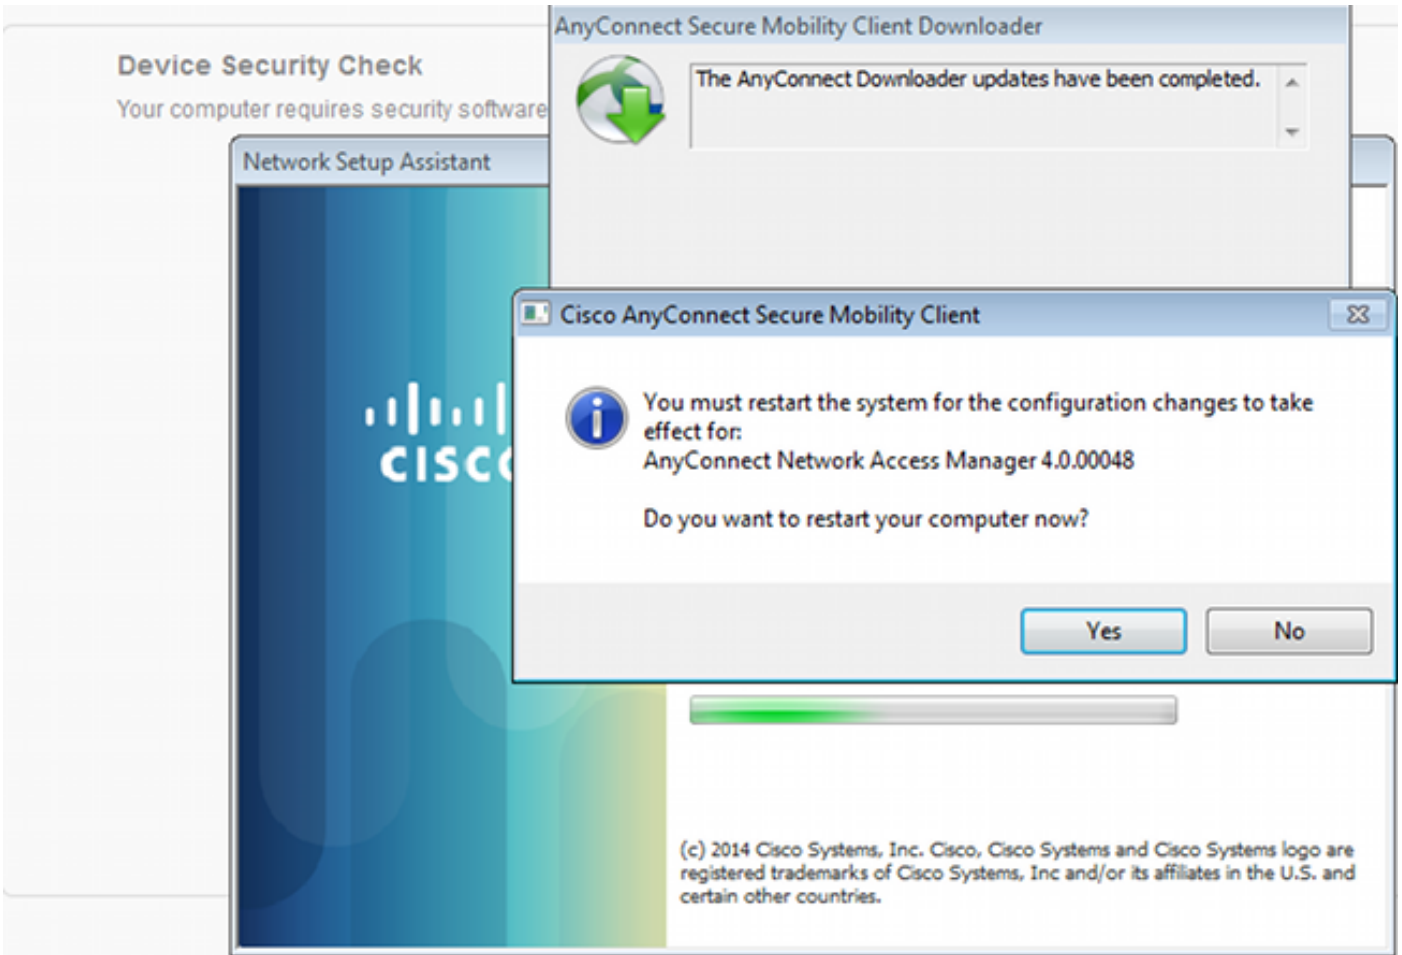 AnyConnect Secure Mobility Client Downloader
The AnyConnect Downloader updates have been completed.
Device Security Check
Your computer requires security software
Network Setup Assistant
Cisco AnyConnect Secure Mobility Client
You must restart the system for the configuration changes to take
effect for:
AnyConnect Network Access Manager 4.0.00048
Do you want to restart your computer now?
Yes
No
(c) 2014 Cisco Systems, Inc. Cisco, Cisco Systems and Cisco Systems logo are
registered trademarks of Cisco Systems, Inc and/or its affiliates in the U.S. and
certain other countries.